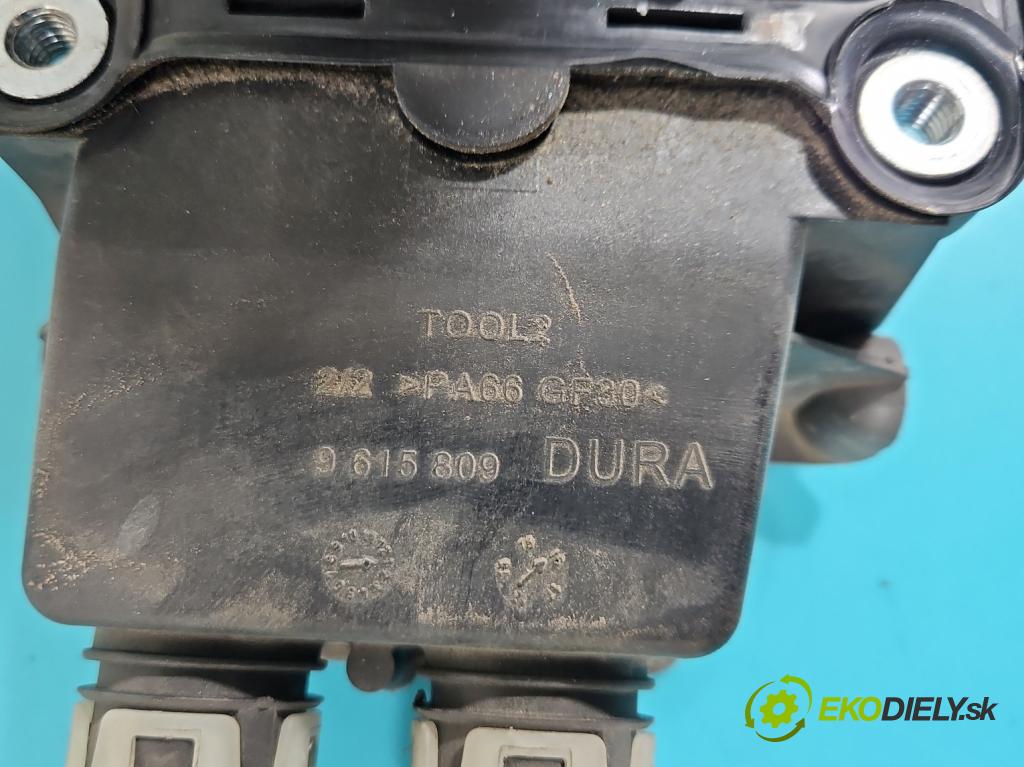 TOOL2
2/2 >PA66 GF30<
9 615 809 DURA
EKODIELY.sk